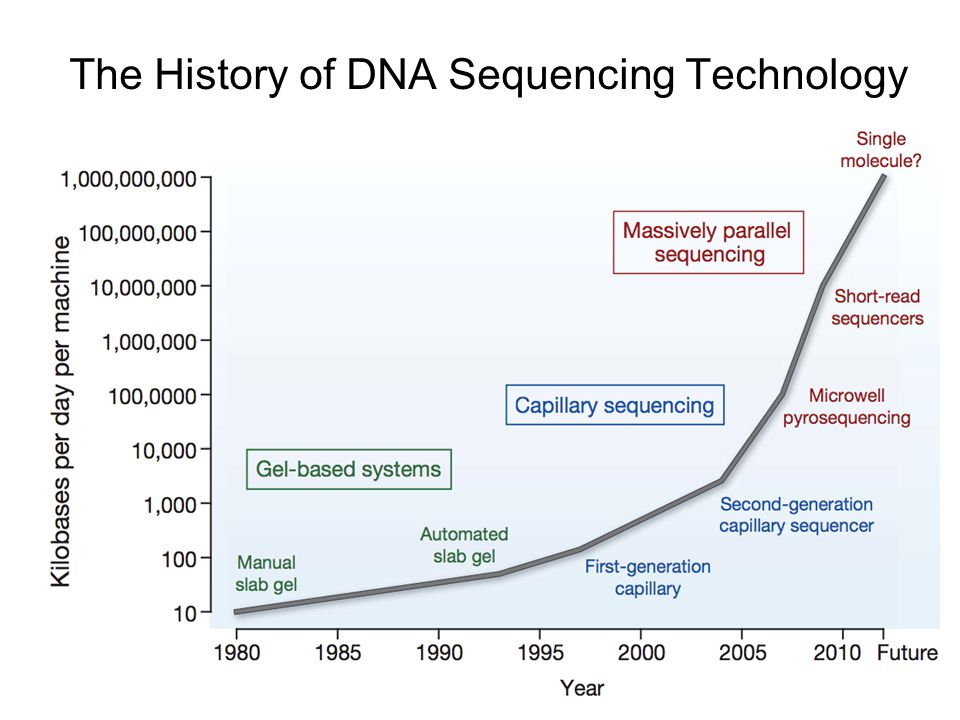 The History of DNA Sequencing Technology
Single
molecule?
1,000,000,000
100,000,000
10,000,000
1,000,000
100,0000
10,000
1,000
100
10
Kilobases per day per machine
Massively parallel
sequencing
Short-read
sequencers
Capillary sequencing
Microwell
pyrosequencing
Gel-based systems
Second-generation
capillary sequencer
Automated
slab gel
Manual
slab gel
First-generation
capillary
1980
1985
1990
1995
2000
2005
2010
Future
Year